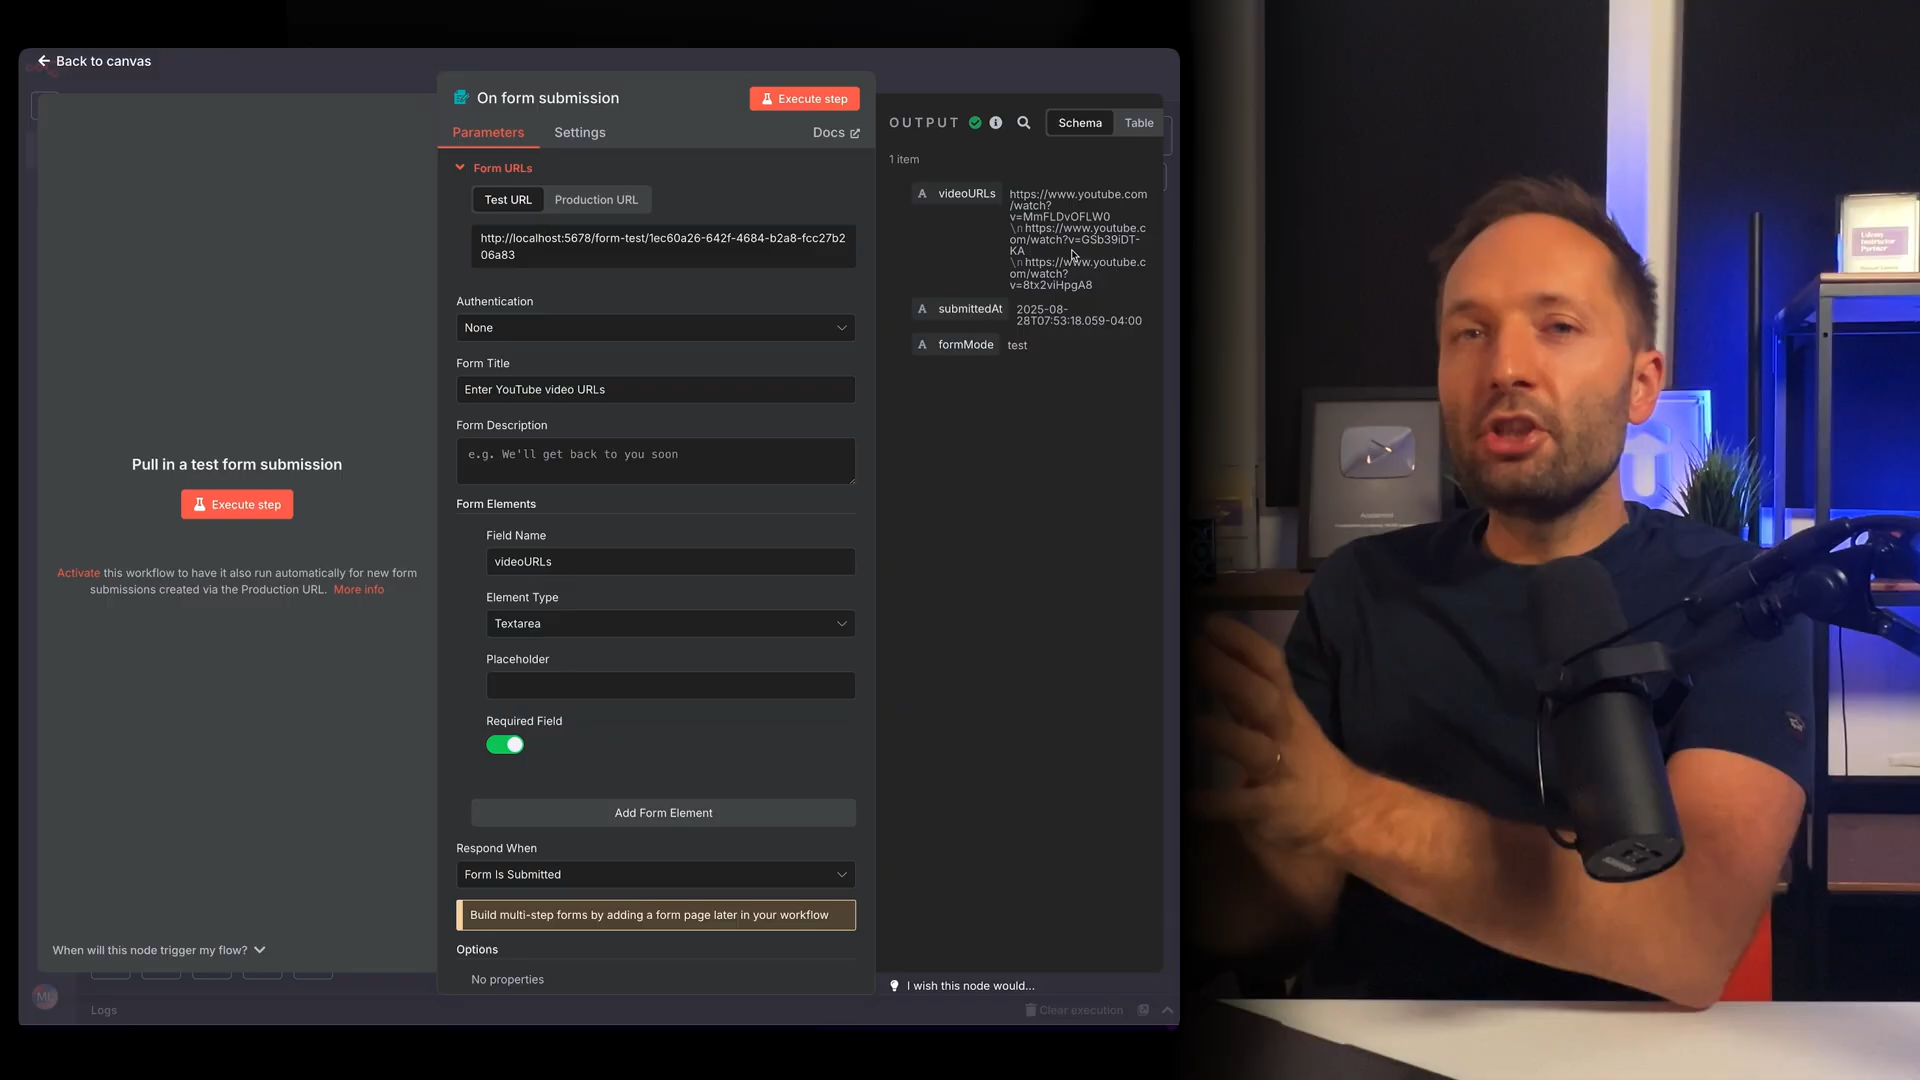 Back to canvas
On form submission
Execute step
Parameters
Settings
Docs
Form URLs
Test URL
Production URL
http://localhost:5678/form-test/1ec60a26-642f-4684-b2a8-fcc27b2
06a83
Authentication
None
Form Title
Enter YouTube video URLs
Form Description
e.g. We'll get back to you soon
Form Elements
Field Name
videoURLs
Element Type
Textarea
Placeholder
Required Field
Add Form Element
Respond When
Form Is Submitted
Build multi-step forms by adding a form page later in your workflow
Options
No properties
Pull in a test form submission
Execute step
Activate this workflow to have it also run automatically for new form
submissions created via the Production URL. More info
When will this node trigger my flow?
ML
Logs
OUTPUT
Schema
Table
1 item
A videoURLs
https://www.youtube.com
/watch?
v=MmFLDvOFLW0
\n https://www.youtube.c
om/watch?v=GSb39iDT-
KA
\n https://www.youtube.c
om/watch?
v=8tx2viHpgA8
A submittedAt
2025-08-
28T07:53:18.059-04:00
A formMode
test
I wish this node would...
Clear execution
Udemy
Instructor
Partner